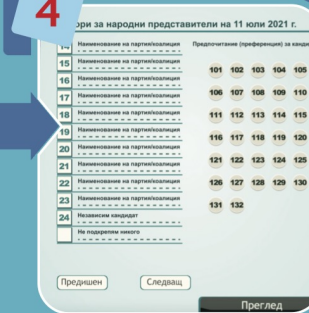 4
ори за народни представители на 11 юли 2021 г.
14 Наименование на партия/коалиция
Предпочитание (преференция) за канди
15 Наименование на партия/коалиция
16 Наименование на партия/коалиция
17 Наименование на партия/коалиция
18 Наименование на партия/коалиция
19 Наименование на партия/коалиция
20 Наименование на партия/коалиция
21 Наименование на партия/коалиция
22 Наименование на партия/коалиция
23 Наименование на партия/коалиция
24 Независим кандидат
Не подкрепям никого
101 102 103 104 105
106 107 108 109 110
111 112 113 114 115
116 117 118 119 120
121 122 123 124 125
126 127 128 129 130
131 132
Предишен Следващ
Преглед